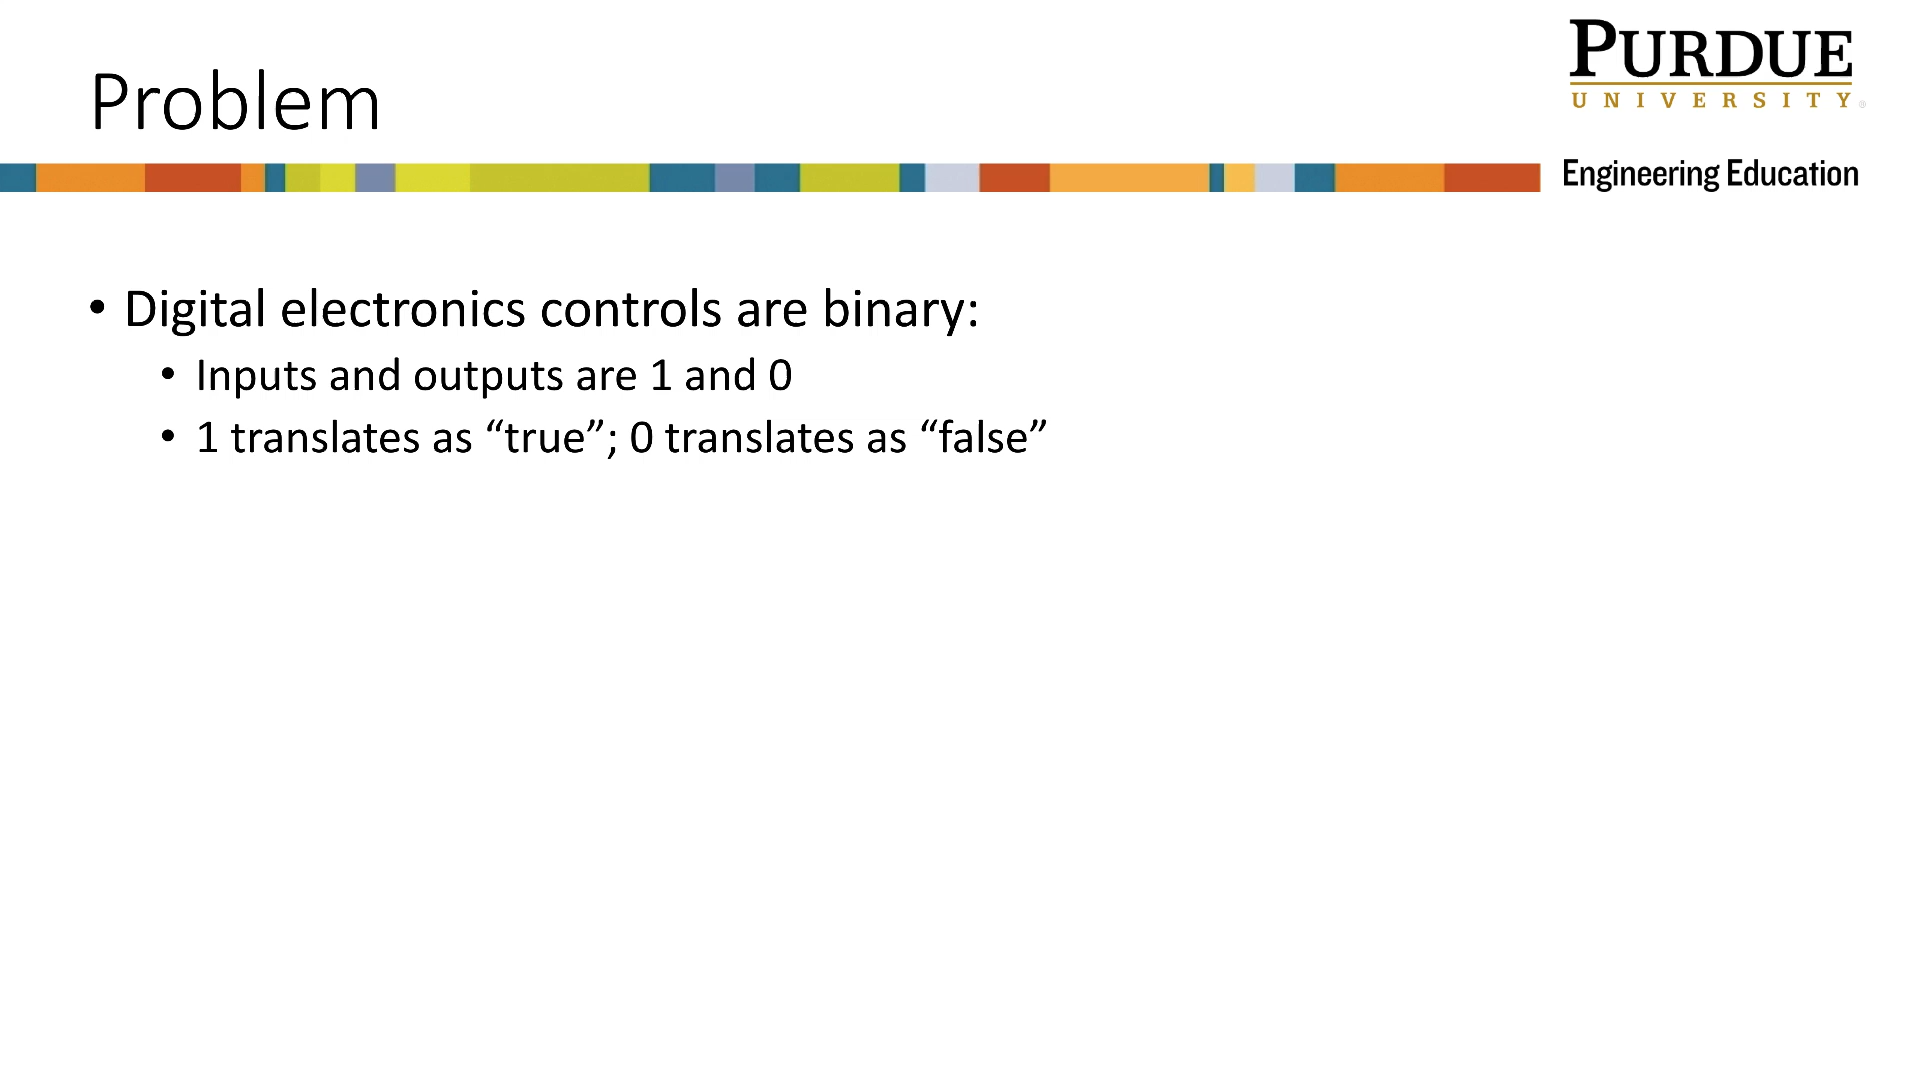 PURDUE
UNIVERSITY®
Problem
Engineering Education
• Digital electronics controls are binary:
• Inputs and outputs are 1 and 0
• 1 translates as “true”; 0 translates as “false”